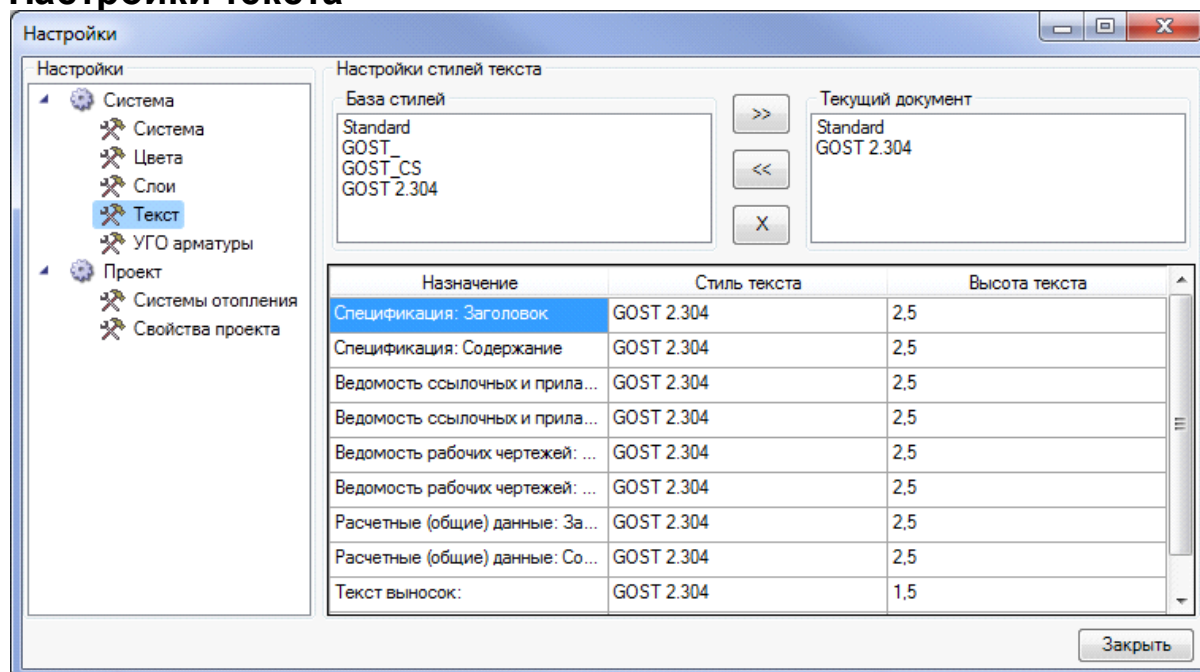 Настройки текста
Настройки
Настройки
Система
Система
Цвета
Слои
Текст
УГО арматуры
Проект
Системы отопления
Свойства проекта
Настройки стилей текста
База стилей
Standard
GOST_
GOST_CS
GOST 2.304
>>
<<
X
Текущий документ
Standard
GOST 2.304
Назначение Стиль текста Высота текста
Спецификация: Заголовок GOST 2.304 2,5
Спецификация: Содержание GOST 2.304 2,5
Ведомость ссылочных и прила... GOST 2.304 2,5
Ведомость ссылочных и прила... GOST 2.304 2,5
Ведомость рабочих чертежей: ... GOST 2.304 2,5
Ведомость рабочих чертежей: ... GOST 2.304 2,5
Расчетные (общие) данные: За... GOST 2.304 2,5
Расчетные (общие) данные: Со... GOST 2.304 2,5
Текст выносок: GOST 2.304 1,5
Закрыть